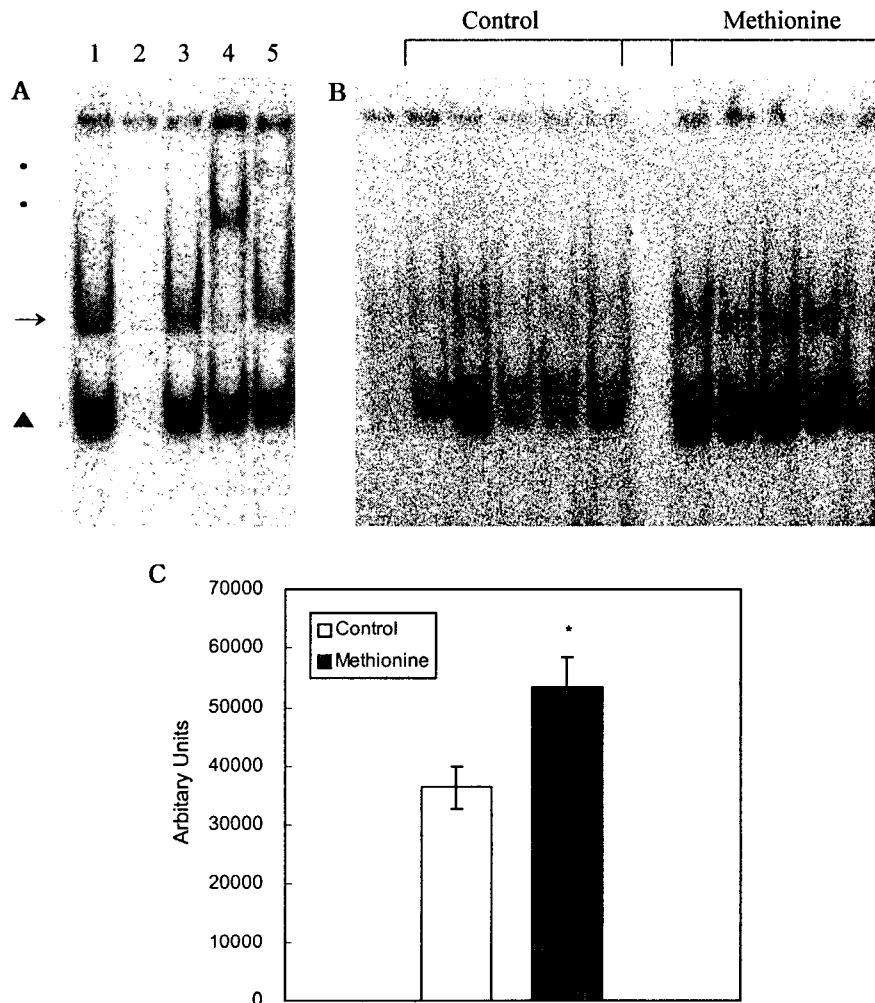 Control Methionine
1 2 3 4 5
A B
C
70000
60000
50000
40000
30000
20000
10000
0
Arbitary Units
Control
Methionine
*